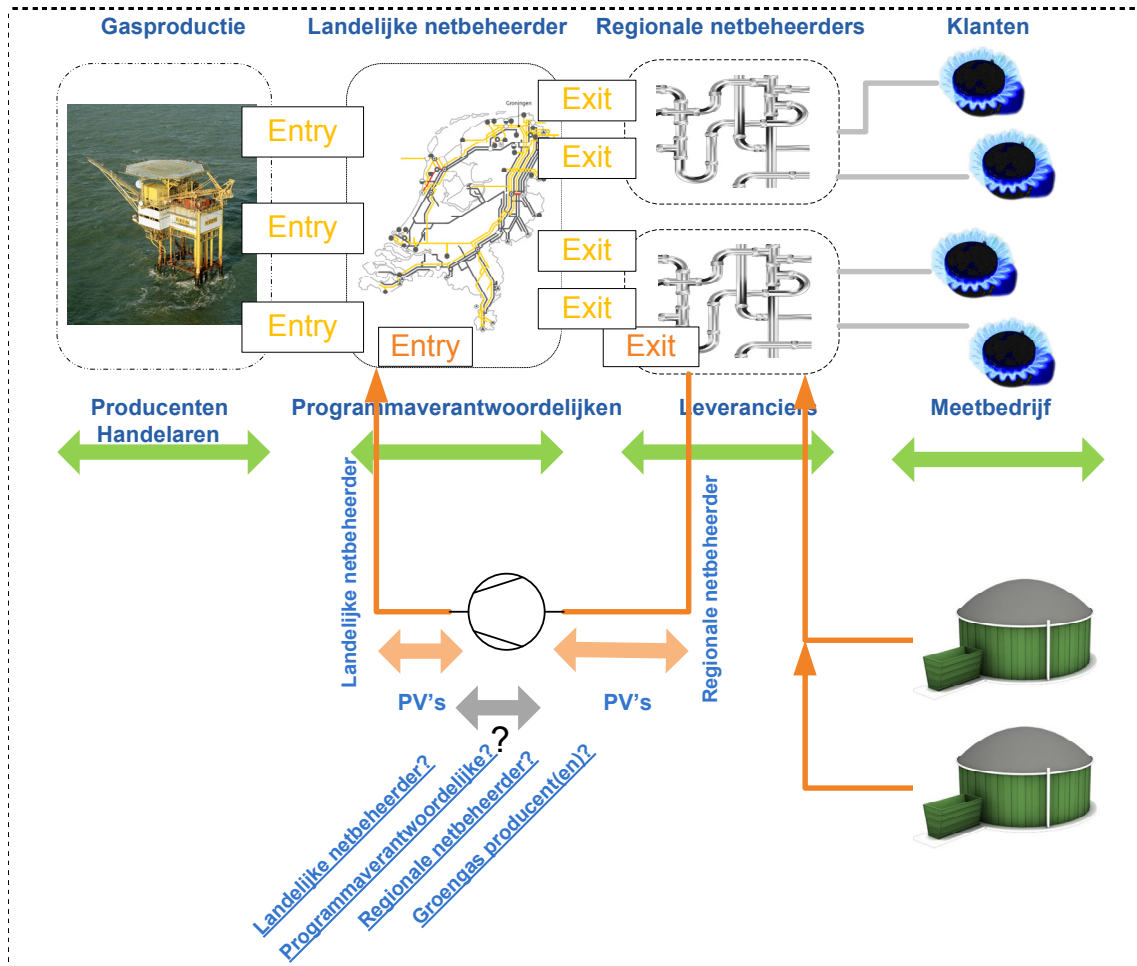 Gasproductie
Landelijke netbeheerder
Regionale netbeheerders
Klanten
Entry
Entry
Entry
Groningen
Exit
Exit
Exit
Exit
Entry
Exit
Producenten
Handelaren
Programmaverantwoordelijken
Leveranciers
Meetbedrijf
Landelijke netbeheerder
Regionale netbeheerder
PV's
PV's
?
Landelijke netbeheerder?
Programmaverantwoordelijke?
Regionale netbeheerder?
Groengas producent(en)?